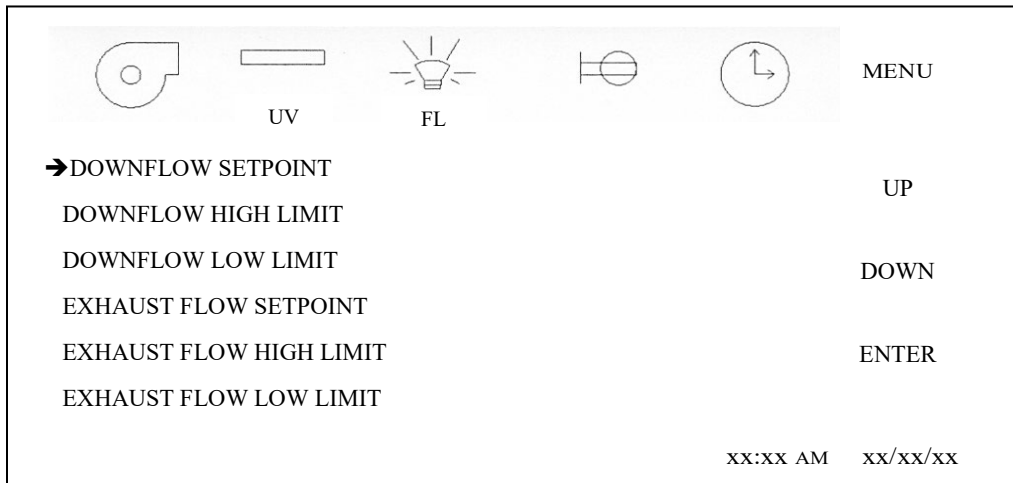 MENU
UV FL
➔DOWNFLOW SETPOINT
UP
DOWNFLOW HIGH LIMIT
DOWNFLOW LOW LIMIT
DOWN
EXHAUST FLOW SETPOINT
EXHAUST FLOW HIGH LIMIT
ENTER
EXHAUST FLOW LOW LIMIT
xx:xx AM xx/xx/xx